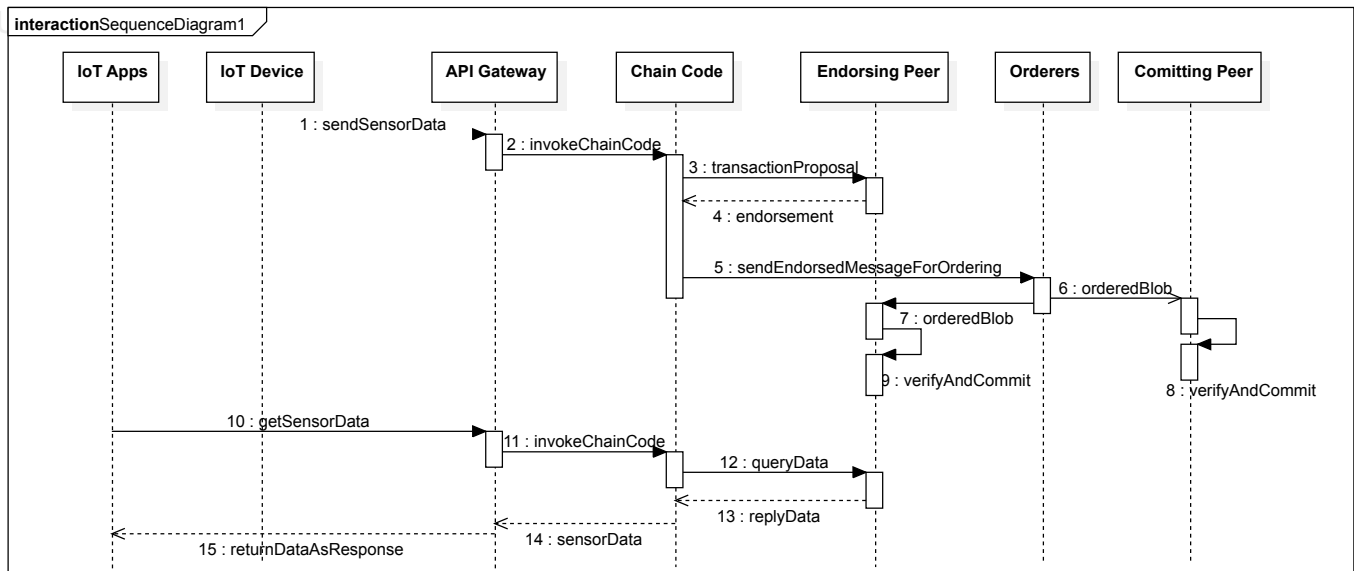 interactionSequenceDiagram1
IoT Apps
IoT Device
API Gateway
Chain Code
Endorsing Peer
Orderers
Comitting Peer
1 : sendSensorData
2 : invokeChainCode
3 : transactionProposal
4 : endorsement
5 : sendEndorsedMessageForOrdering
6 : orderedBlob
7 : orderedBlob
9 : verifyAndCommit
8 : verifyAndCommit
10 : getSensorData
11 : invokeChainCode
12 : queryData
13 : replyData
14 : sensorData
15 : returnDataAsResponse